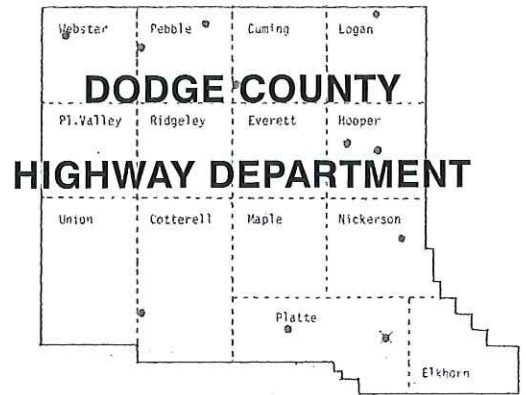 Webster Pebble Cuming Logan
DODGE COUNTY
Pl.Valley Ridgeley Everett Hooper
HIGHWAY DEPARTMENT
Union Cotterell Maple Nickerson
Platte
Elkhorn